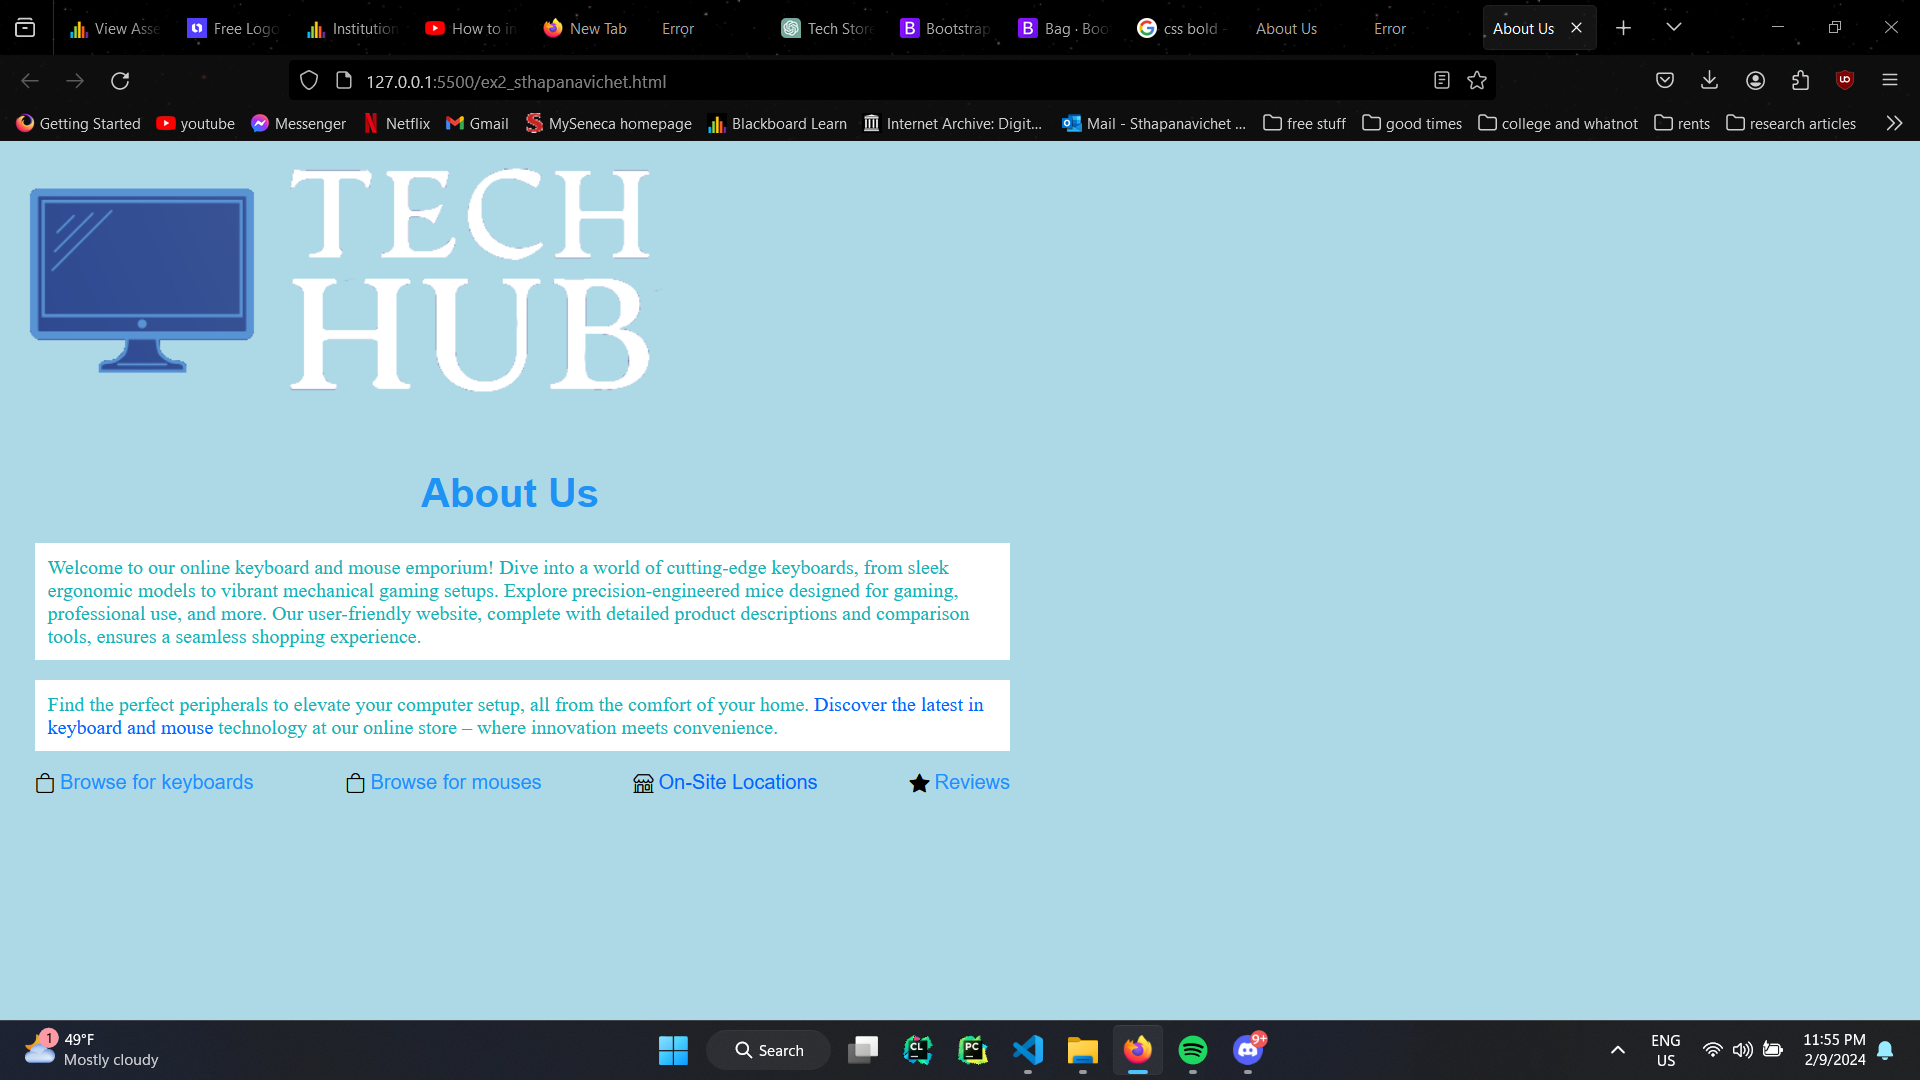 View Asse
Free Logo
Institution
How to in
New Tab
Error
Tech Store
Bootstrap
Bag · Boo
css bold -
About Us
Error
About Us
127.0.0.1:5500/ex2_sthapanavichet.html
Getting Started
youtube
Messenger
Netflix
Gmail
MySeneca homepage
Blackboard Learn
Internet Archive: Digit...
Mail - Sthapanavichet ...
free stuff
good times
college and whatnot
rents
research articles
TECH
HUB
About Us
Welcome to our online keyboard and mouse emporium! Dive into a world of cutting-edge keyboards, from sleek
ergonomic models to vibrant mechanical gaming setups. Explore precision-engineered mice designed for gaming,
professional use, and more. Our user-friendly website, complete with detailed product descriptions and comparison
tools, ensures a seamless shopping experience.
Find the perfect peripherals to elevate your computer setup, all from the comfort of your home. Discover the latest in
keyboard and mouse technology at our online store – where innovation meets convenience.
Browse for keyboards
Browse for mouses
On-Site Locations
Reviews
1
49°F
Mostly cloudy
Search
CL
PC
9+
ENG
US
11:55 PM
2/9/2024